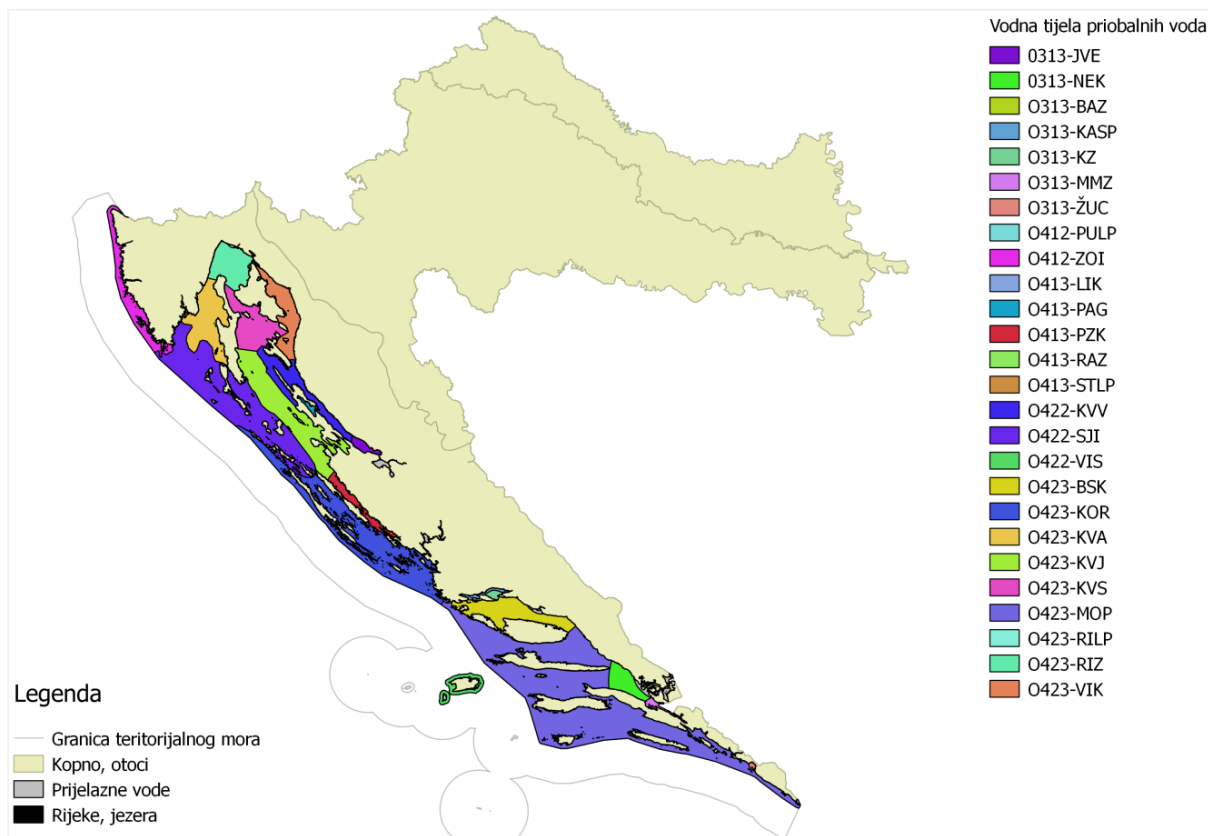 Vodna tijela priobalnih voda
0313-JVE
0313-NEK
O313-BAZ
O313-KASP
O313-KZ
O313-MMZ
O313-ŽUC
O412-PULP
O412-ZOI
O413-LIK
O413-PAG
O413-PZK
O413-RAZ
O413-STLP
O422-KVV
O422-SJI
O422-VIS
O423-BSK
O423-KOR
O423-KVA
O423-KVJ
O423-KVS
O423-MOP
O423-RILP
O423-RIZ
O423-VIK
Legenda
Granica teritorijalnog mora
Kopno, otoci
Prijelazne vode
Rijeke, jezera